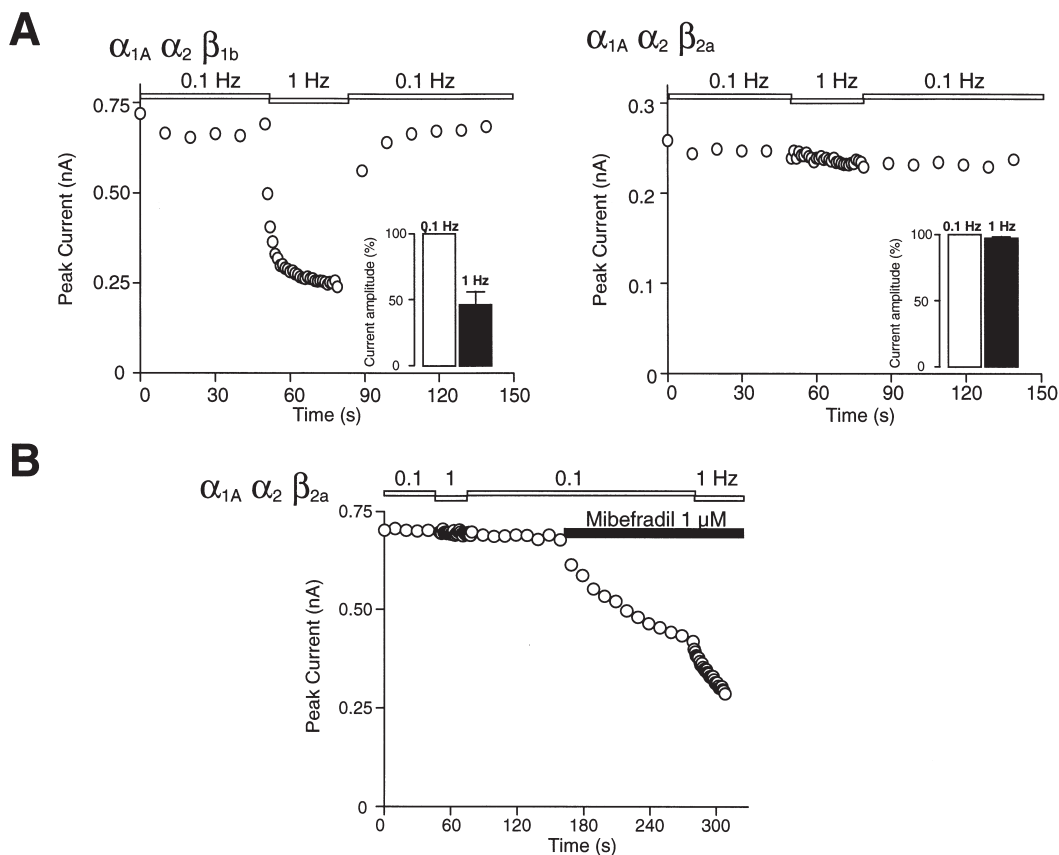 A
α1A α2 β1b
0.1 Hz 1 Hz 0.1 Hz
0.75
0.50
0.25
0
Peak Current (nA)
0 30 60 90 120 150
Time (s)
Current amplitude (%)
100
50
0
0.1 Hz
1 Hz
α1A α2 β2a
0.1 Hz 1 Hz 0.1 Hz
0.3
0.2
0.1
0
Peak Current (nA)
0 30 60 90 120 150
Time (s)
Current amplitude (%)
100
50
0
0.1 Hz 1 Hz
B
α1A α2 β2a
0.1 1 0.1 1 Hz
Mibefradil 1 µM
0.75
0.50
0.25
0
Peak Current (nA)
0 60 120 180 240 300
Time (s)